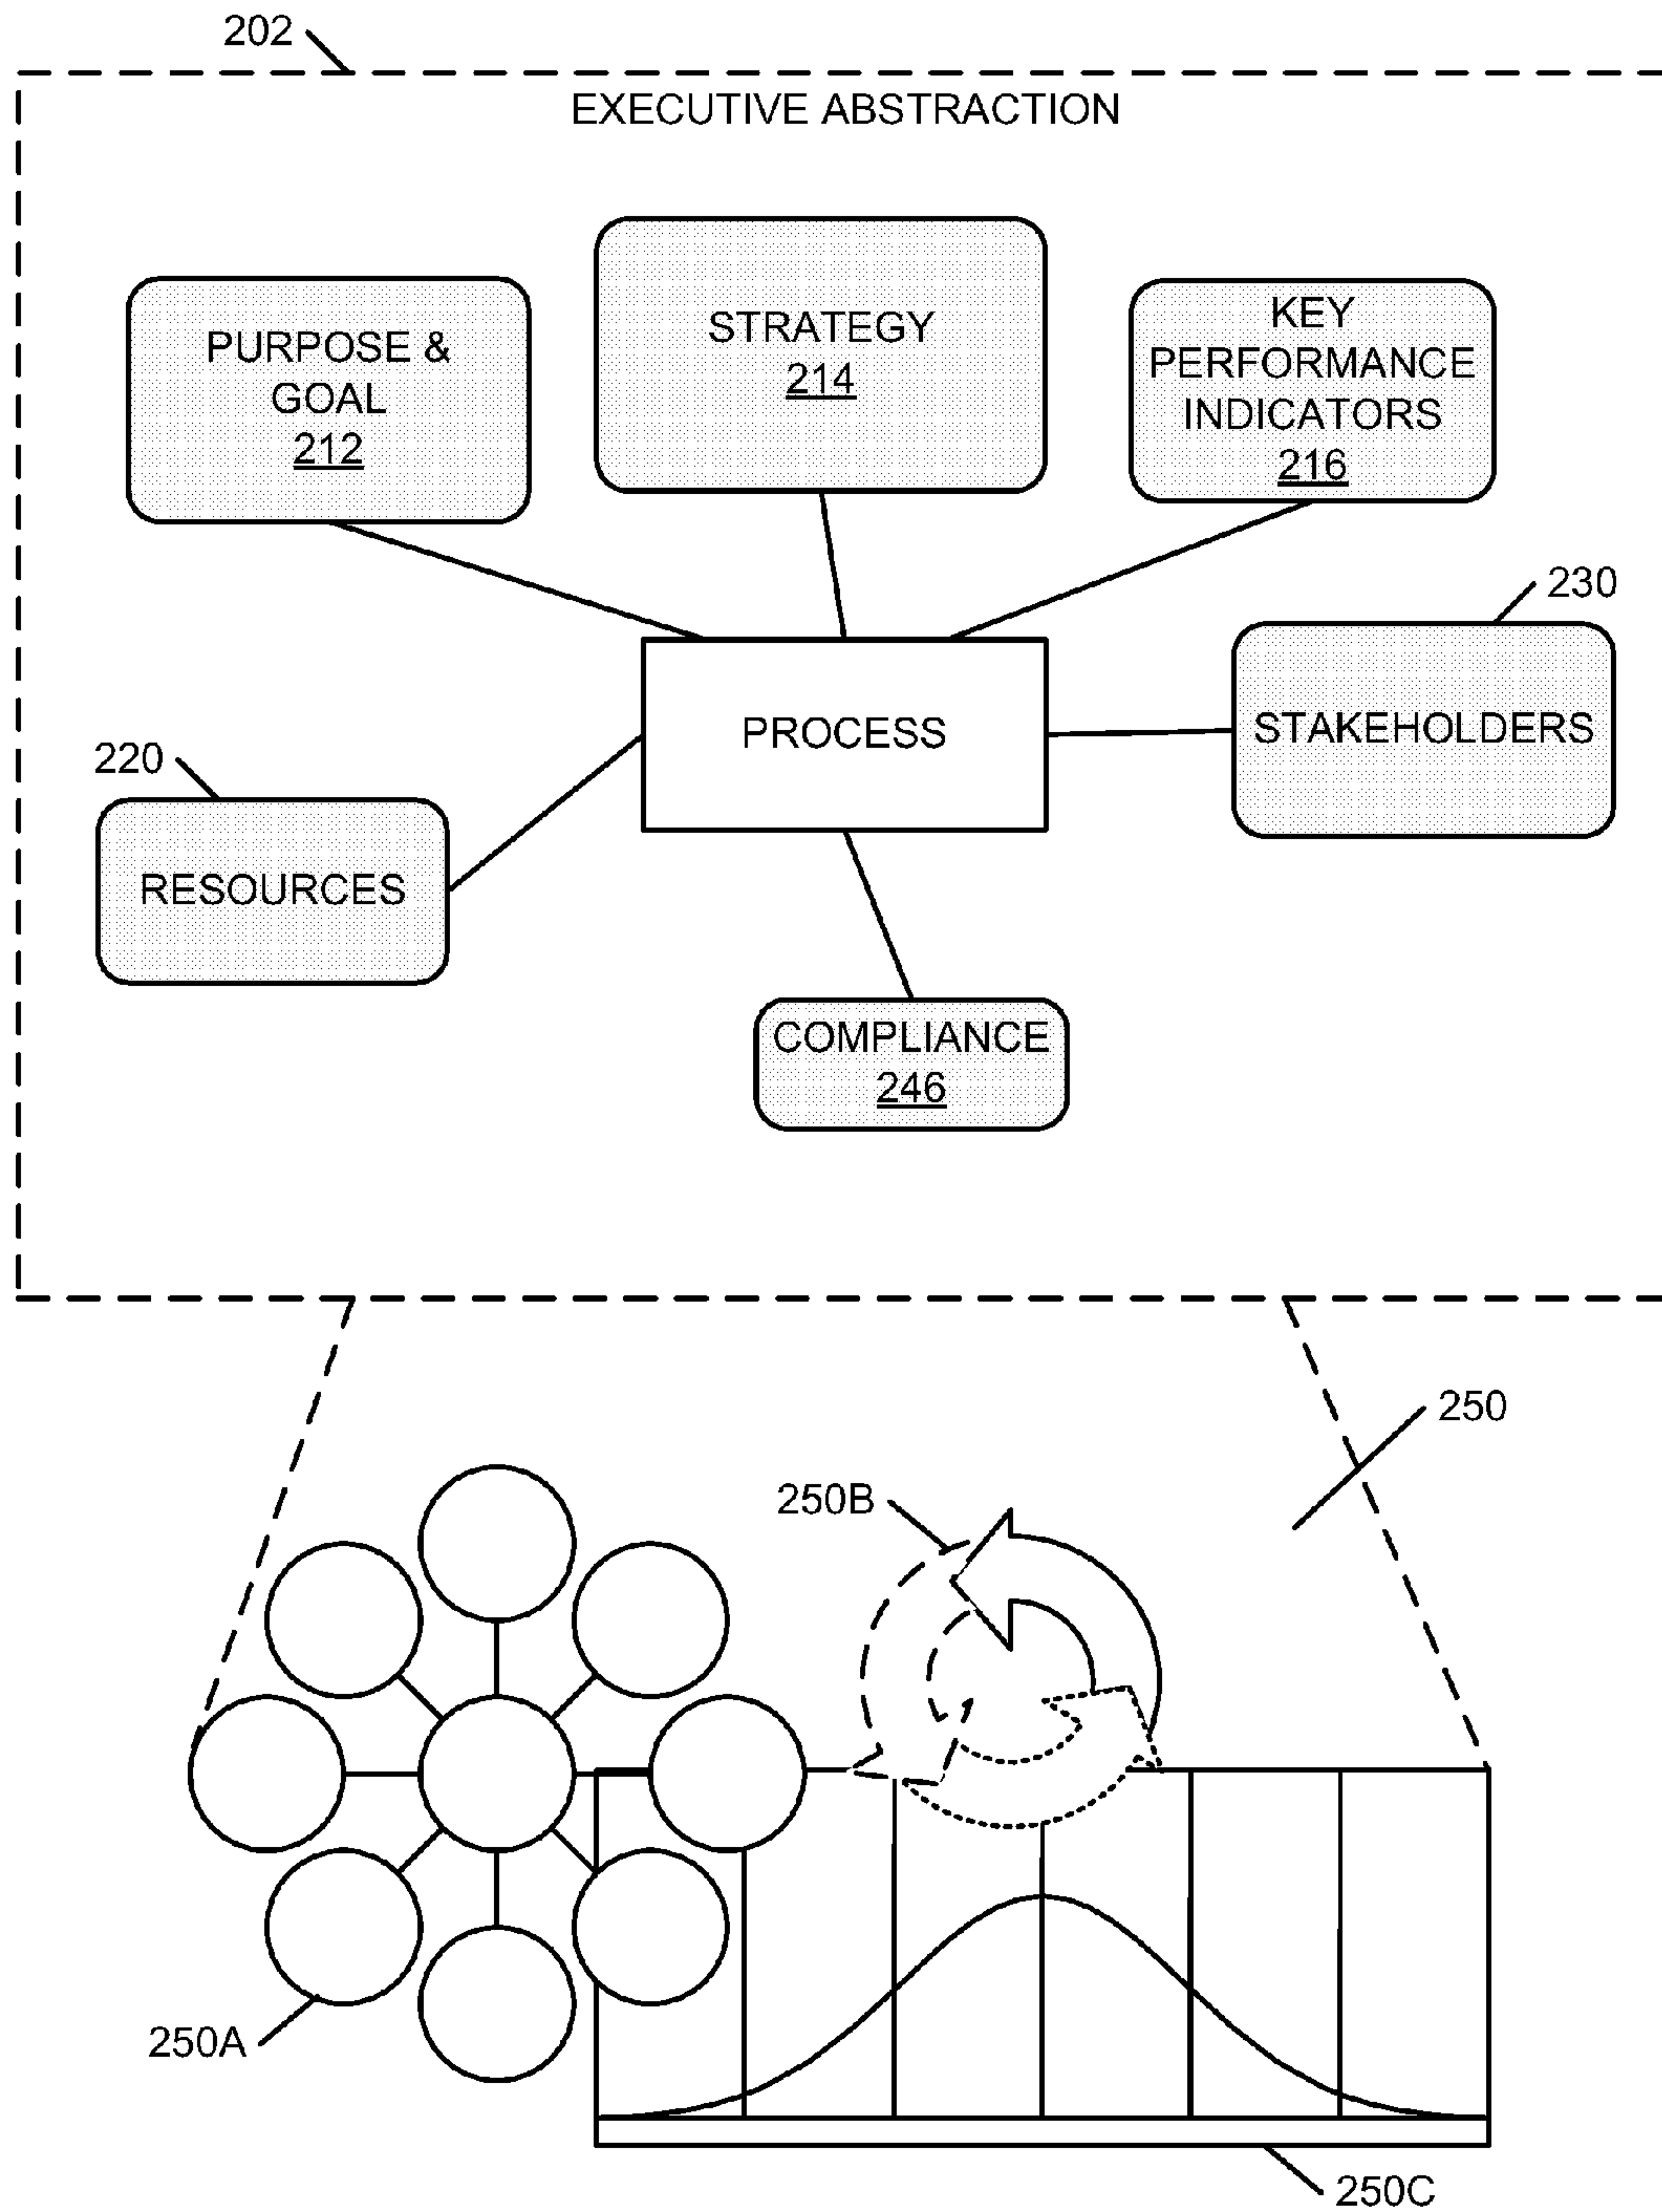 202
EXECUTIVE ABSTRACTION
PURPOSE &
GOAL
212
STRATEGY
214
KEY
PERFORMANCE
INDICATORS
216
230
PROCESS
STAKEHOLDERS
220
RESOURCES
COMPLIANCE
246
250
250B
250A
250C